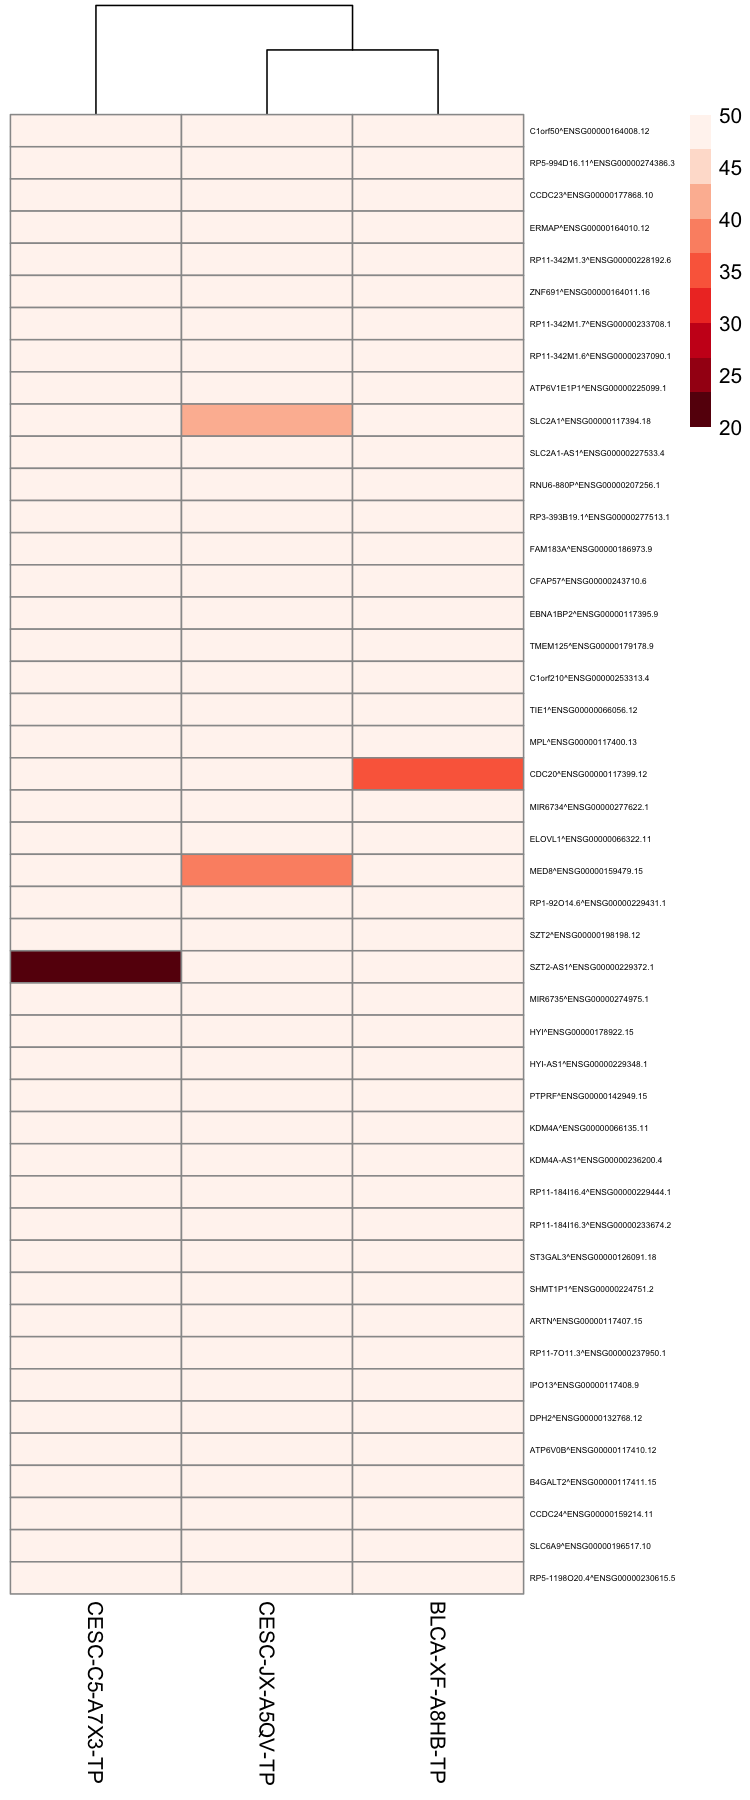 C1orf50^ENSG00000164008.12
RP5-994D16.11^ENSG00000274386.3
CCDC23^ENSG00000177868.10
ERMAP^ENSG00000164010.12
RP11-342M1.3^ENSG00000228192.6
ZNF691^ENSG00000164011.16
RP11-342M1.7^ENSG00000233708.1
RP11-342M1.6^ENSG00000237090.1
ATP6V1E1P1^ENSG00000225099.1
SLC2A1^ENSG00000117394.18
SLC2A1-AS1^ENSG00000227533.4
RNU6-880P^ENSG00000207256.1
RP3-393B19.1^ENSG00000277513.1
FAM183A^ENSG00000186973.9
CFAP57^ENSG00000243710.6
EBNA1BP2^ENSG00000117395.9
TMEM125^ENSG00000179178.9
C1orf210^ENSG00000253313.4
TIE1^ENSG00000066056.12
MPL^ENSG00000117400.13
CDC20^ENSG00000117399.12
MIR6734^ENSG00000277622.1
ELOVL1^ENSG00000066322.11
MED8^ENSG00000159479.15
RP1-92O14.6^ENSG00000229431.1
SZT2^ENSG00000198198.12
SZT2-AS1^ENSG00000229372.1
MIR6735^ENSG00000274975.1
HYI^ENSG00000178922.15
HYI-AS1^ENSG00000229348.1
PTPRF^ENSG00000142949.15
KDM4A^ENSG00000066135.11
KDM4A-AS1^ENSG00000236200.4
RP11-184I16.4^ENSG00000229444.1
RP11-184I16.3^ENSG00000233674.2
ST3GAL3^ENSG00000126091.18
SHMT1P1^ENSG00000224751.2
ARTN^ENSG00000117407.15
RP11-7O11.3^ENSG00000237950.1
IPO13^ENSG00000117408.9
DPH2^ENSG00000132768.12
ATP6V0B^ENSG00000117410.12
B4GALT2^ENSG00000117411.15
CCDC24^ENSG00000159214.11
SLC6A9^ENSG00000196517.10
RP5-1198O20.4^ENSG00000230615.5
50
45
40
35
30
25
20
CESC-C5-A7X3-TP
CESC-JX-A5QV-TP
BLCA-XF-A8HB-TP